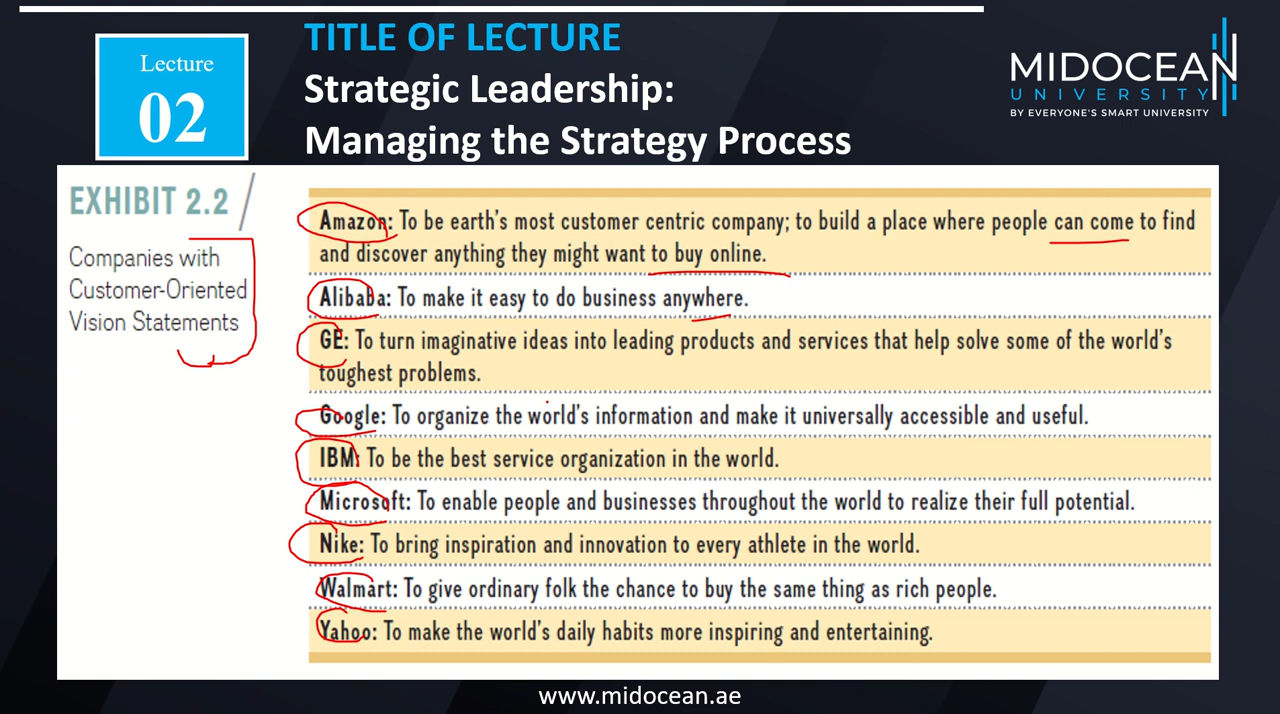 Lecture
02
TITLE OF LECTURE
Strategic Leadership:
Managing the Strategy Process
MIDOCEAN
UNIVERSITY
BY EVERYONE'S SMART UNIVERSITY
EXHIBIT 2.2
Companies with
Customer-Oriented
Vision Statements
Amazon: To be earth's most customer centric company; to build a place where people can come to find
and discover anything they might want to buy online.
Alibaba: To make it easy to do business anywhere.
GE: To turn imaginative ideas into leading products and services that help solve some of the world's
toughest problems.
Google: To organize the world's information and make it universally accessible and useful.
IBM: To be the best service organization in the world.
Microsoft: To enable people and businesses throughout the world to realize their full potential.
Nike: To bring inspiration and innovation to every athlete in the world.
Walmart: To give ordinary folk the chance to buy the same thing as rich people.
Yahoo: To make the world's daily habits more inspiring and entertaining.
www.midocean.ae